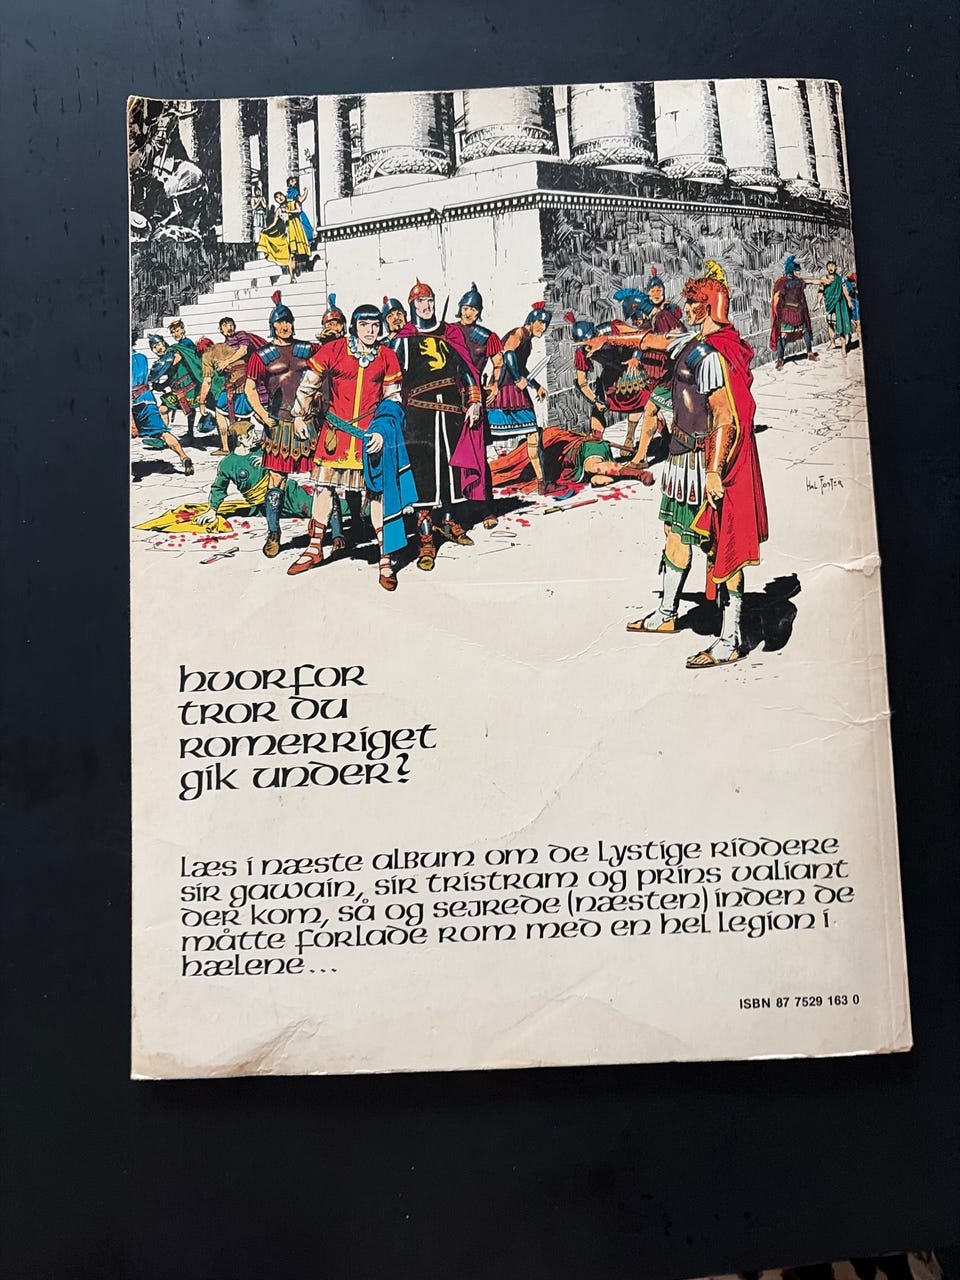 Hal Foster
hvorfor
tror du
romerriget
gik under?
Læs i næste album om de lystige riddere
sir gawain, sir tristram og prins valiant
der kom, så og sejrede (næsten) inden de
måtte forlade rom med en hel legion i
hælene...
ISBN 87 7529 163 0